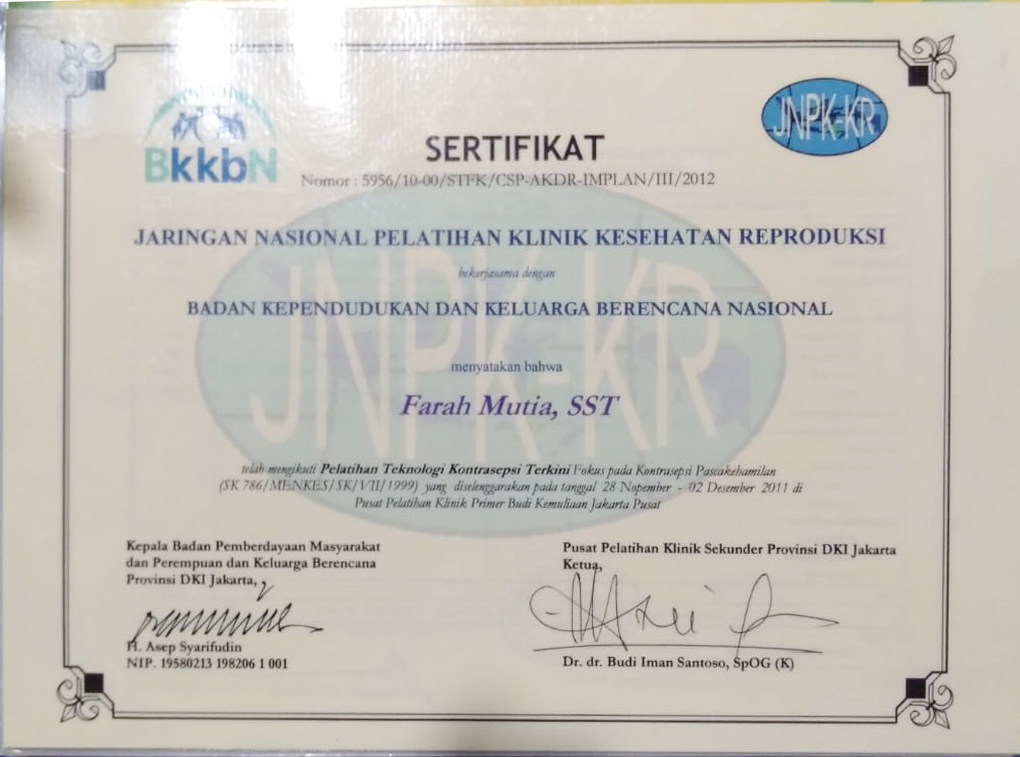 BkkbN
JNPK-KR
SERTIFIKAT
Nomor : 5956/10-00/STFK/CSP-AKDR-IMPLAN/III/2012
JARINGAN NASIONAL PELATIHAN KLINIK KESEHATAN REPRODUKSI
bekerjasama dengan
BADAN KEPENDUDUKAN DAN KELUARGA BERENCANA NASIONAL
JNPK-KR
menyatakan bahwa
Farah Mutia, SST
telah mengikuti Pelatihan Teknologi Kontrasepsi Terkini Fokus pada Kontrasepsi Pascakehamilan
(SK 786/MENKES/SK/VII/1999) yang diselenggarakan pada tanggal 28 Nopember - 02 Desember 2011 di
Pusat Pelatihan Klinik Primer Budi Kemuliaan Jakarta Pusat
Kepala Badan Pemberdayaan Masyarakat
dan Perempuan dan Keluarga Berencana
Provinsi DKI Jakarta,
H. Asep Syarifudin
NIP. 19580213 198206 1 001
Pusat Pelatihan Klinik Sekunder Provinsi DKI Jakarta
Ketua,
Dr. dr. Budi Iman Santoso, SpOG (K)